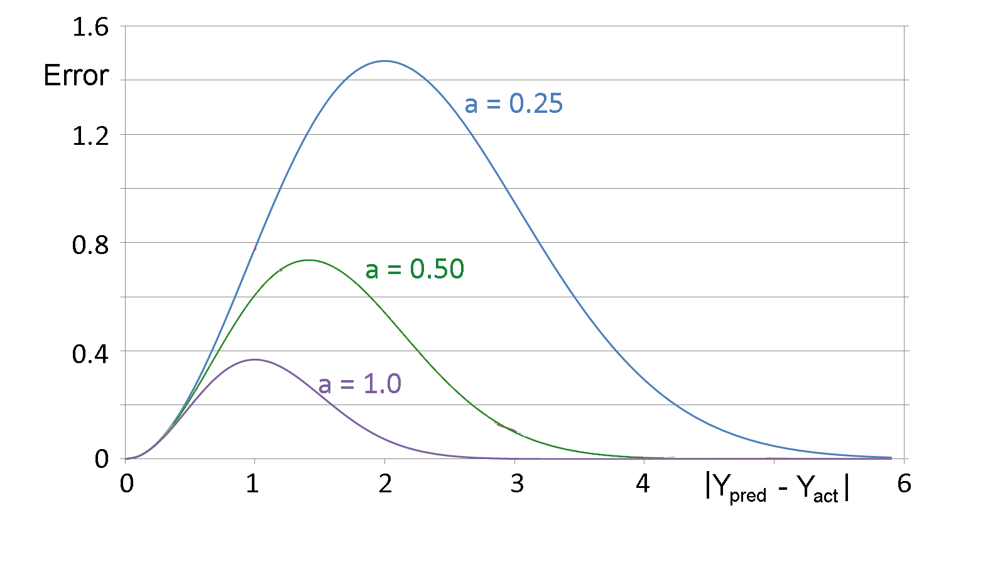 1.6
Error
a = 0.25
1.2
0.8
a = 0.50
a = 1.0
0.4
0
0 1 2 3 4 |Ypred - Yact| 6